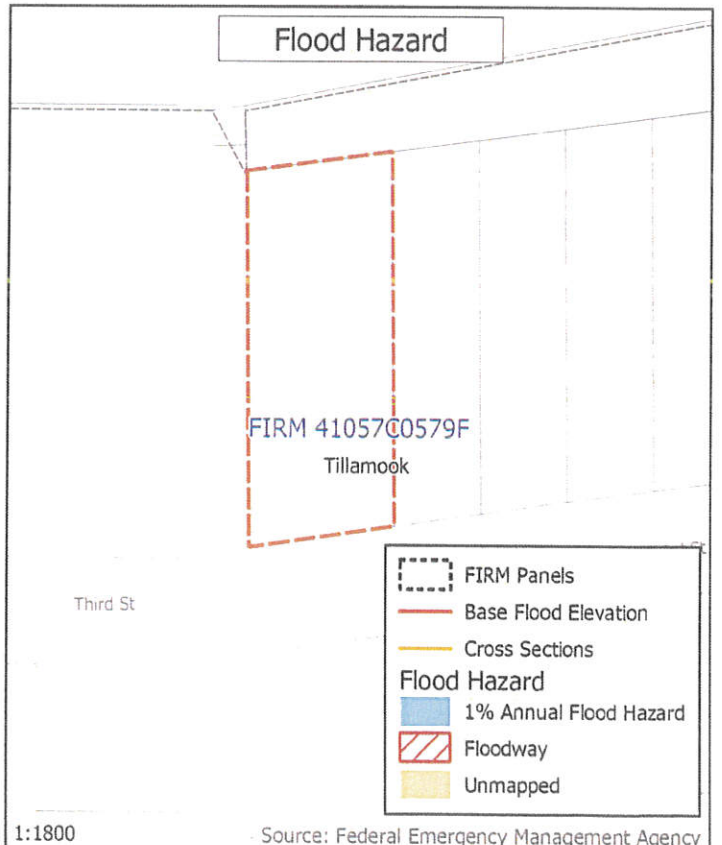 Flood Hazard
FIRM 41057C0579F
Tillamook
Third St
St
FIRM Panels
Base Flood Elevation
Cross Sections
Flood Hazard
1% Annual Flood Hazard
Floodway
Unmapped
1:1800
Source: Federal Emergency Management Agency